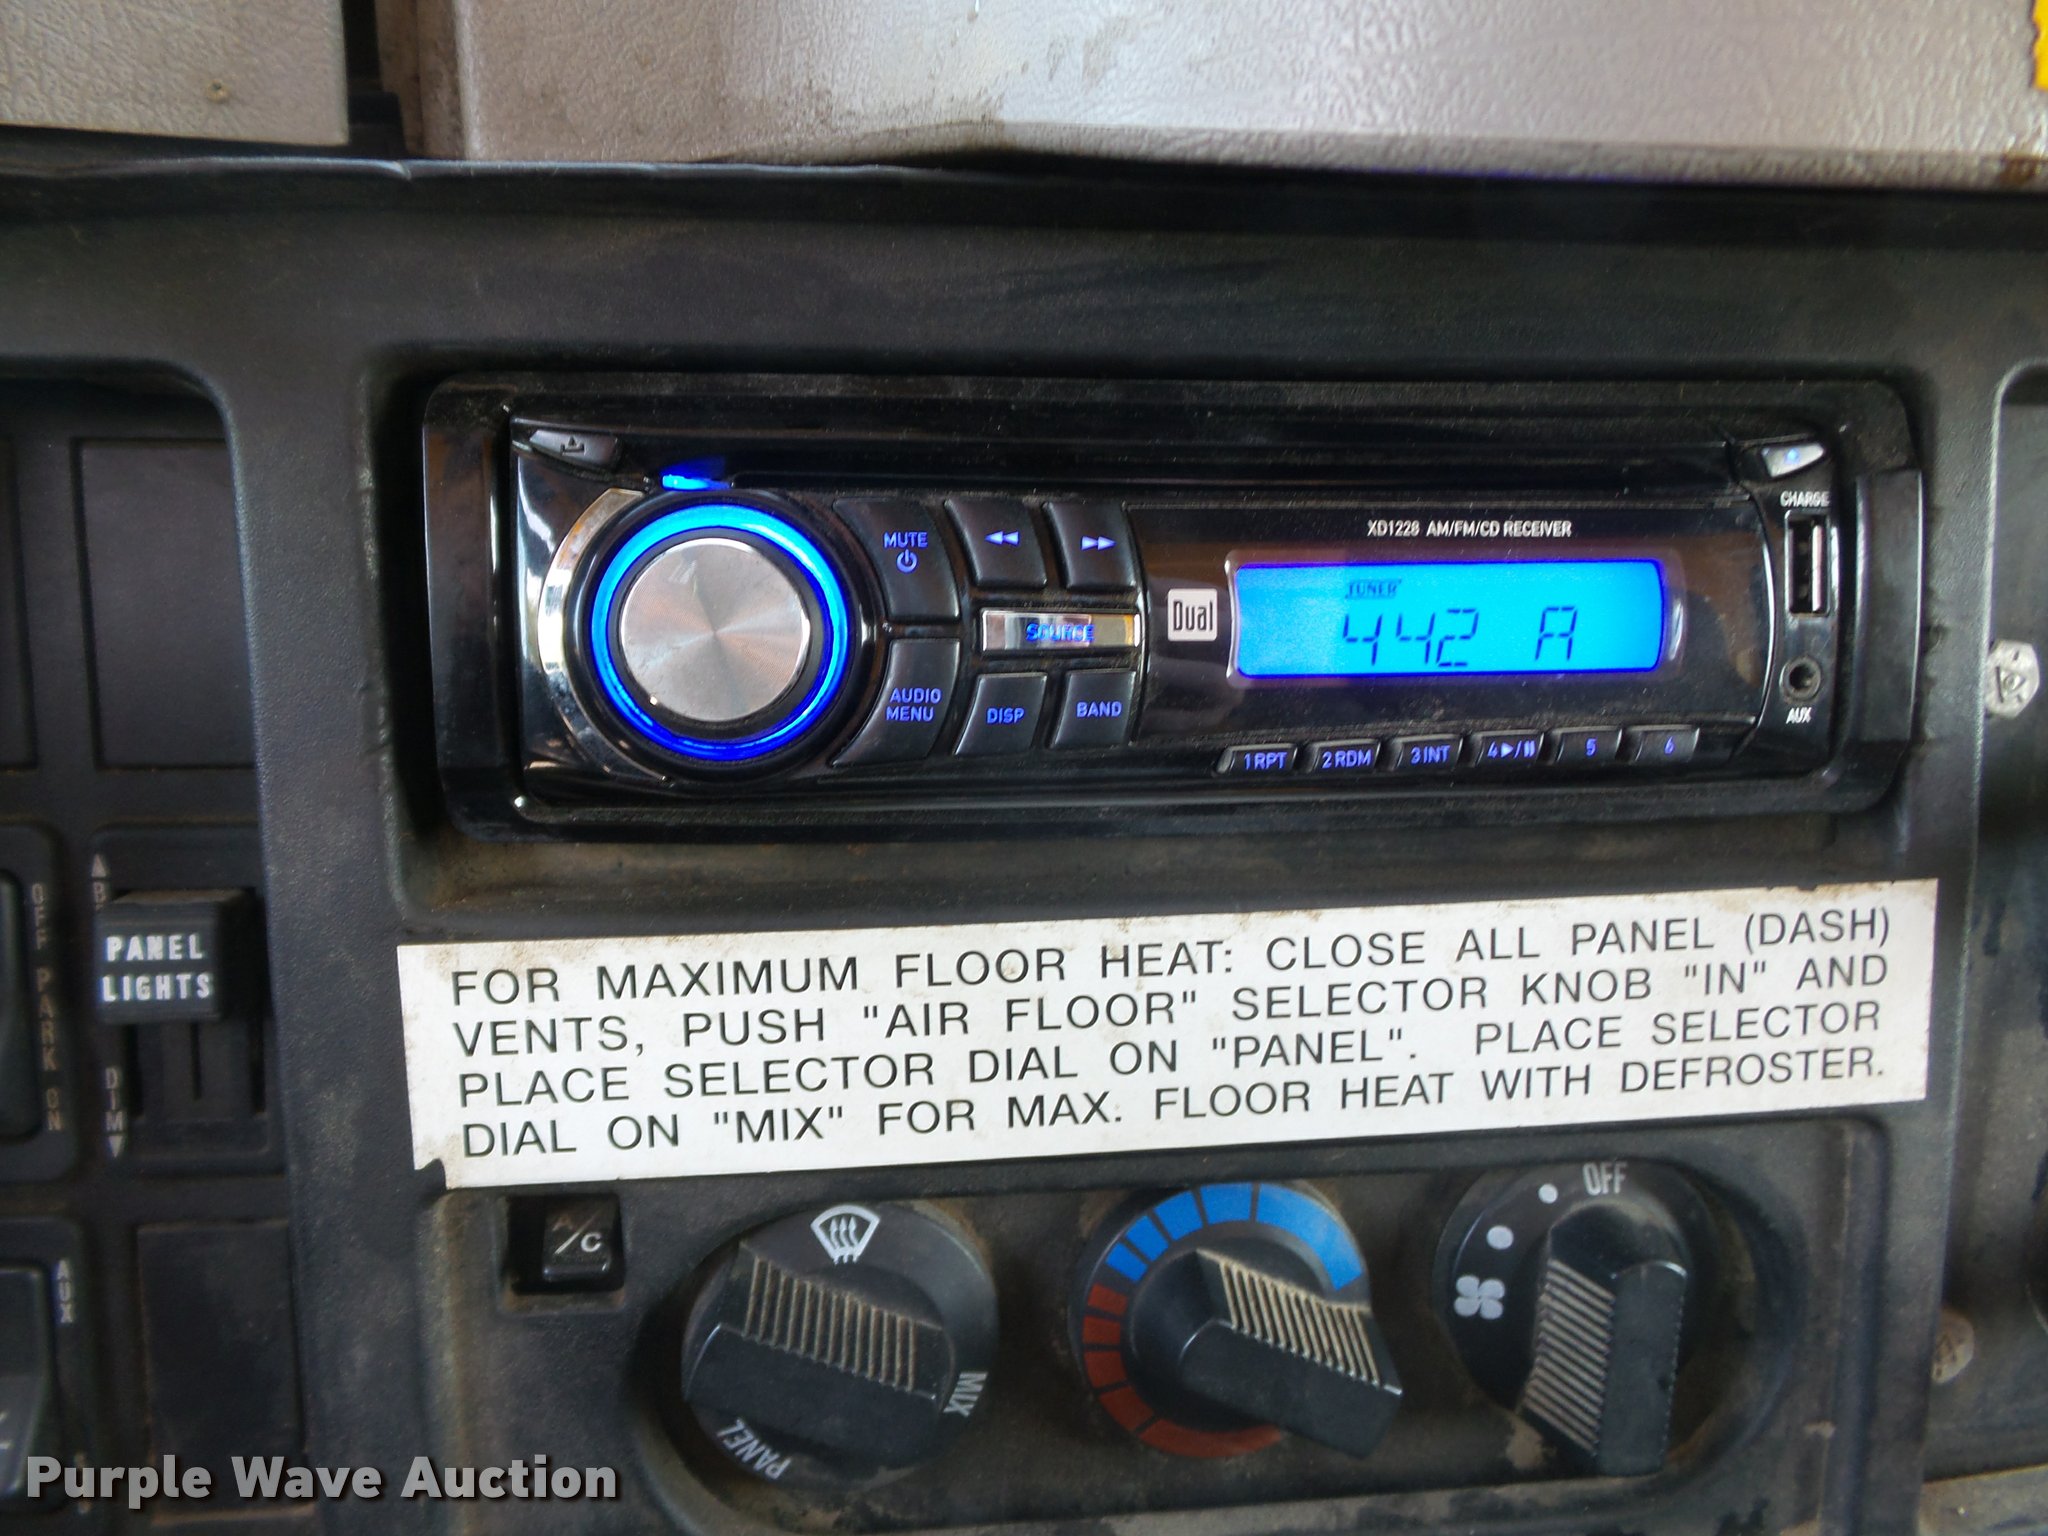 CHARGE
XD1228 AM/FM/CD RECEIVER
MUTE
TUNER
442 A
Dual
SOURCE
AUDIO
MENU
DISP
BAND
AUX
1 RPT
2 RDM
3 INT
4 ▶/II
5
6
OFF PARK ON
PANEL
LIGHTS
DIM▼
FOR MAXIMUM FLOOR HEAT: CLOSE ALL PANEL (DASH)
VENTS, PUSH "AIR FLOOR" SELECTOR KNOB "IN" AND
PLACE SELECTOR DIAL ON "PANEL". PLACE SELECTOR
DIAL ON "MIX" FOR MAX. FLOOR HEAT WITH DEFROSTER.
OFF
A/C
AUX
MIX
PANEL
Purple Wave Auction